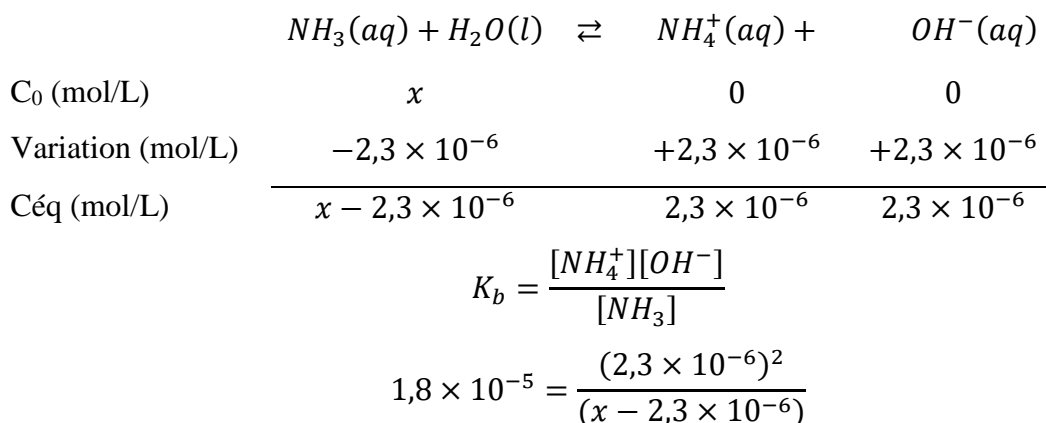 NH₃(aq) + H₂O(l) ⇄ NH₄⁺(aq) + OH⁻(aq)
C₀ (mol/L) x 0 0
Variation (mol/L) −2,3 × 10⁻⁶ +2,3 × 10⁻⁶ +2,3 × 10⁻⁶
Céq (mol/L) x − 2,3 × 10⁻⁶ 2,3 × 10⁻⁶ 2,3 × 10⁻⁶
K_b = [NH₄⁺][OH⁻] / [NH₃]
1,8 × 10⁻⁵ = (2,3 × 10⁻⁶)² / (x − 2,3 × 10⁻⁶)